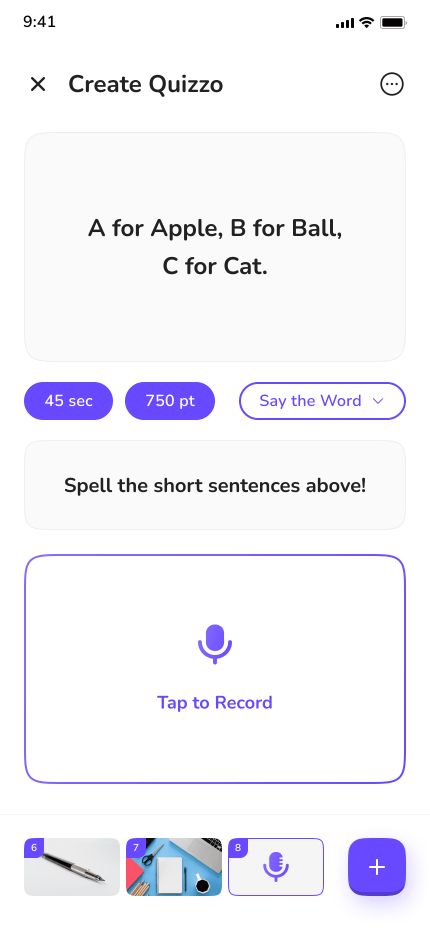 9:41
Create Quizzo
A for Apple, B for Ball,
C for Cat.
45 sec
750 pt
Say the Word
Spell the short sentences above!
Tap to Record
6
7
8